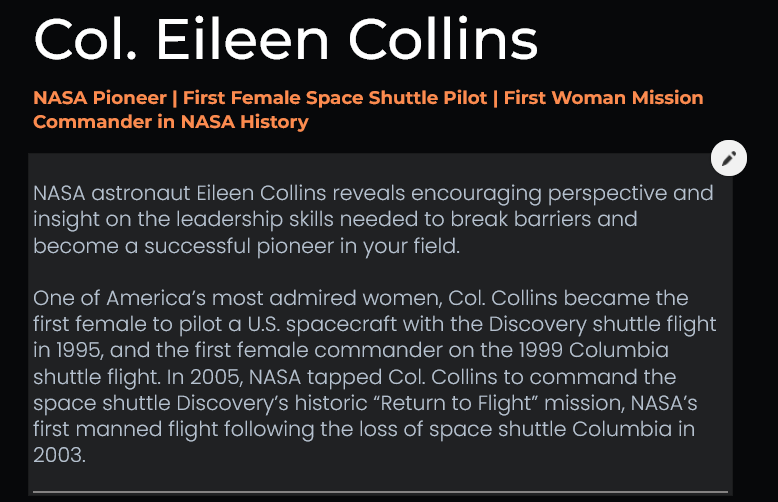 Col. Eileen Collins
NASA Pioneer | First Female Space Shuttle Pilot | First Woman Mission
Commander in NASA History
NASA astronaut Eileen Collins reveals encouraging perspective and
insight on the leadership skills needed to break barriers and
become a successful pioneer in your field.
One of America’s most admired women, Col. Collins became the
first female to pilot a U.S. spacecraft with the Discovery shuttle flight
in 1995, and the first female commander on the 1999 Columbia
shuttle flight. In 2005, NASA tapped Col. Collins to command the
space shuttle Discovery’s historic “Return to Flight” mission, NASA’s
first manned flight following the loss of space shuttle Columbia in
2003.